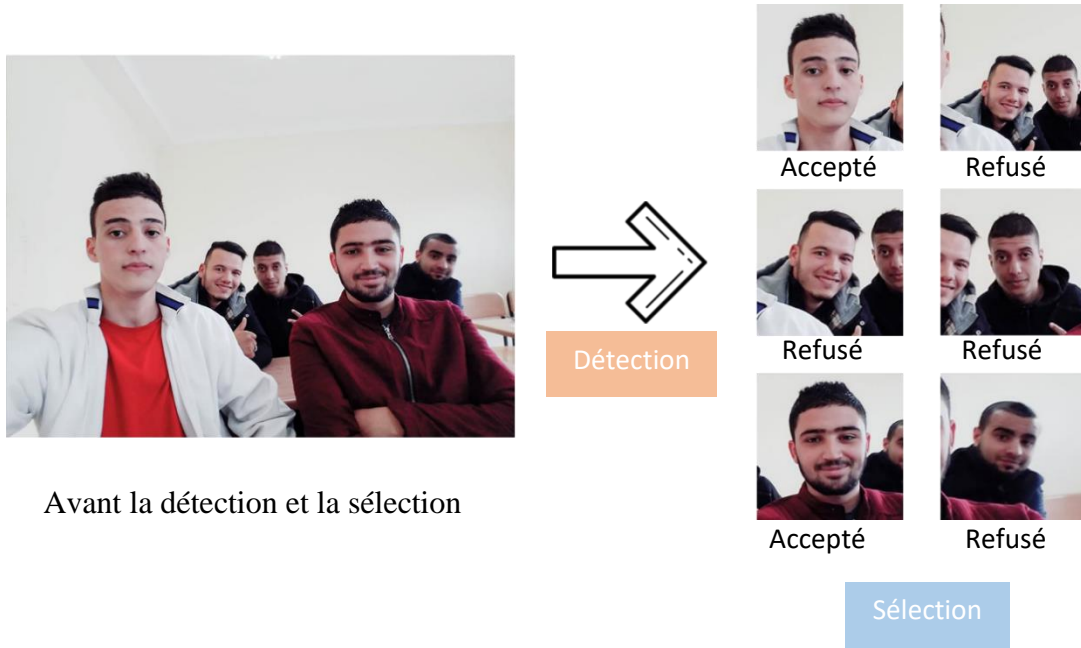 Accepté
Refusé
Détection
Refusé
Refusé
Avant la détection et la sélection
Accepté
Refusé
Sélection